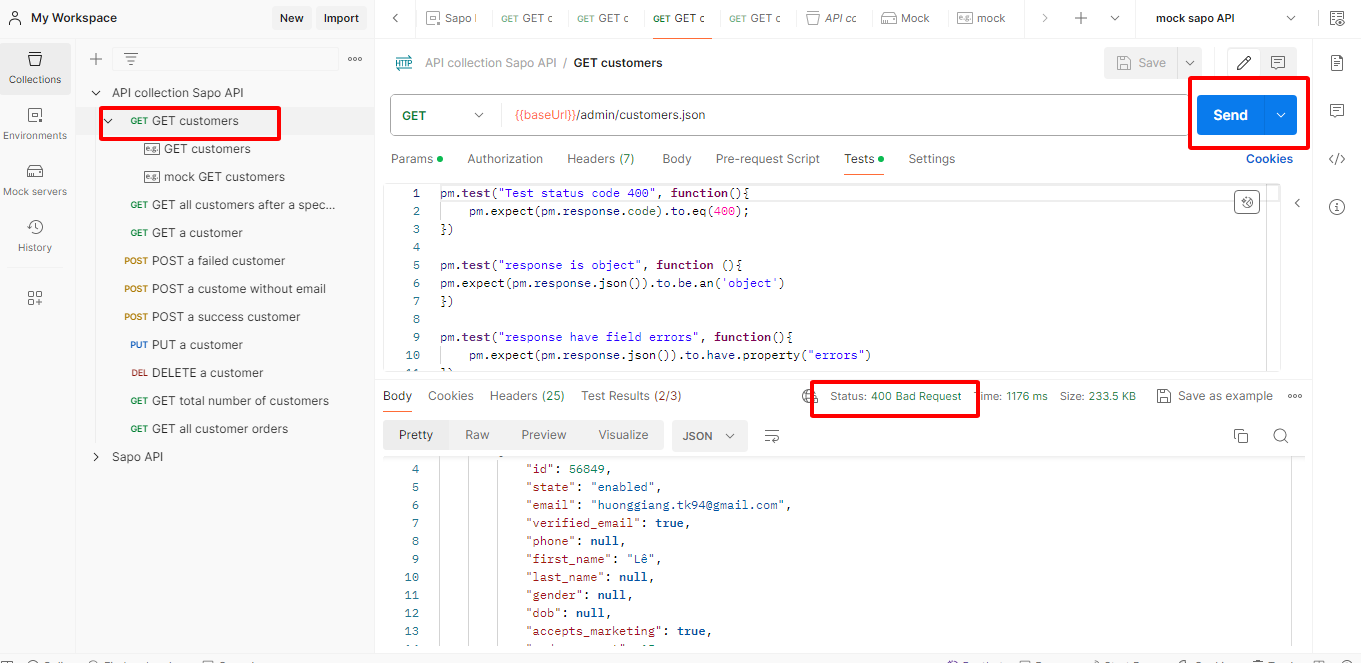 My Workspace
New
Import
Sapo
GET GET c
GET GET c
GET GET c
GET GET c
API cc
Mock
e.g. mock
mock sapo API
Collections
Environments
Mock servers
History
API collection Sapo API
GET GET customers
e.g. GET customers
e.g. mock GET customers
GET GET all customers after a spec...
GET GET a customer
POST POST a failed customer
POST POST a custome without email
POST POST a success customer
PUT PUT a customer
DEL DELETE a customer
GET GET total number of customers
GET GET all customer orders
Sapo API
HTTP API collection Sapo API / GET customers
Save
GET
{{baseUrl}}/admin/customers.json
Send
Params
Authorization
Headers (7)
Body
Pre-request Script
Tests
Settings
Cookies
1 pm.test("Test status code 400", function(){
2 pm.expect(pm.response.code).to.eq(400);
3 })
4
5 pm.test("response is object", function (){
6 pm.expect(pm.response.json()).to.be.an('object')
7 })
8
9 pm.test("response have field errors", function(){
10 pm.expect(pm.response.json()).to.have.property("errors")
Body
Cookies
Headers (25)
Test Results (2/3)
Status: 400 Bad Request
Time: 1176 ms
Size: 233.5 KB
Save as example
Pretty
Raw
Preview
Visualize
JSON
4 "id": 56849,
5 "state": "enabled",
6 "email": "huonggiang.tk94@gmail.com",
7 "verified_email": true,
8 "phone": null,
9 "first_name": "Lê",
10 "last_name": null,
11 "gender": null,
12 "dob": null,
13 "accepts_marketing": true,